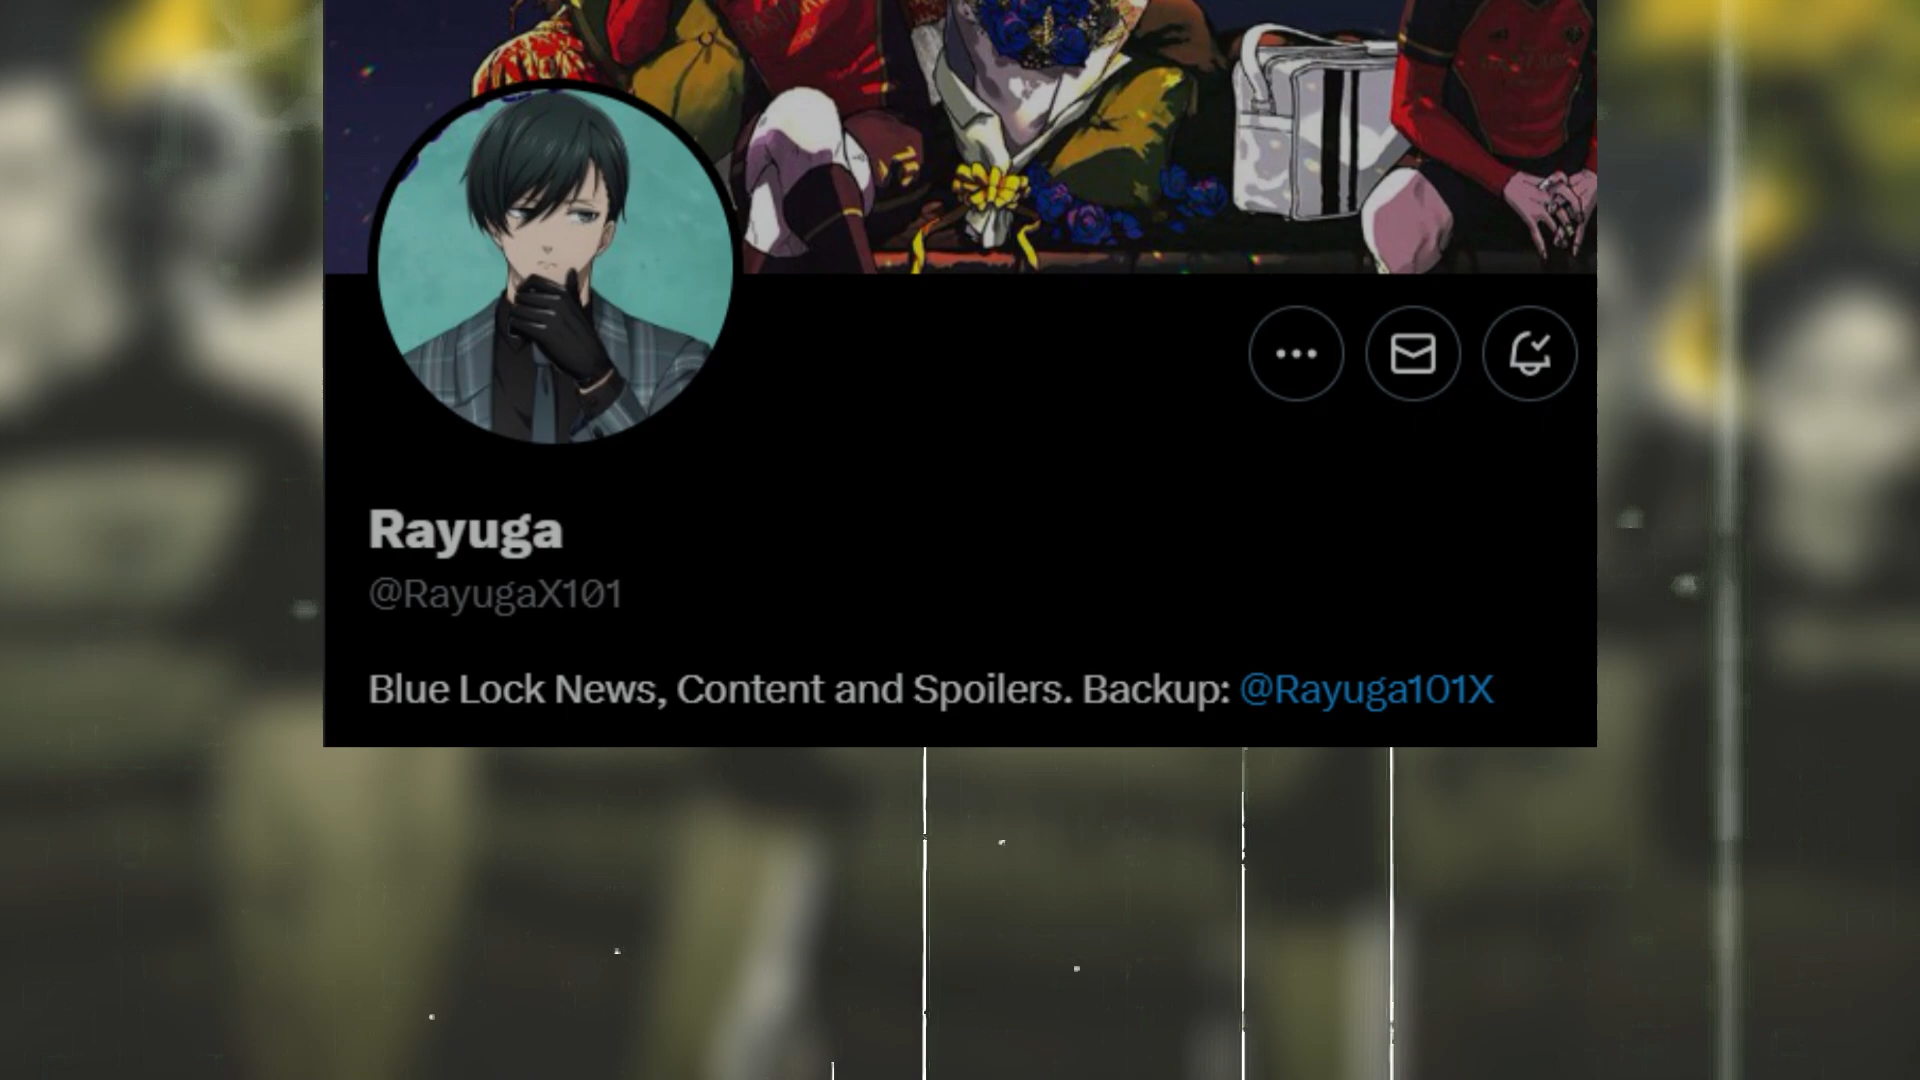 Rayuga
@RayugaX101
Blue Lock News, Content and Spoilers. Backup: @Rayuga101X